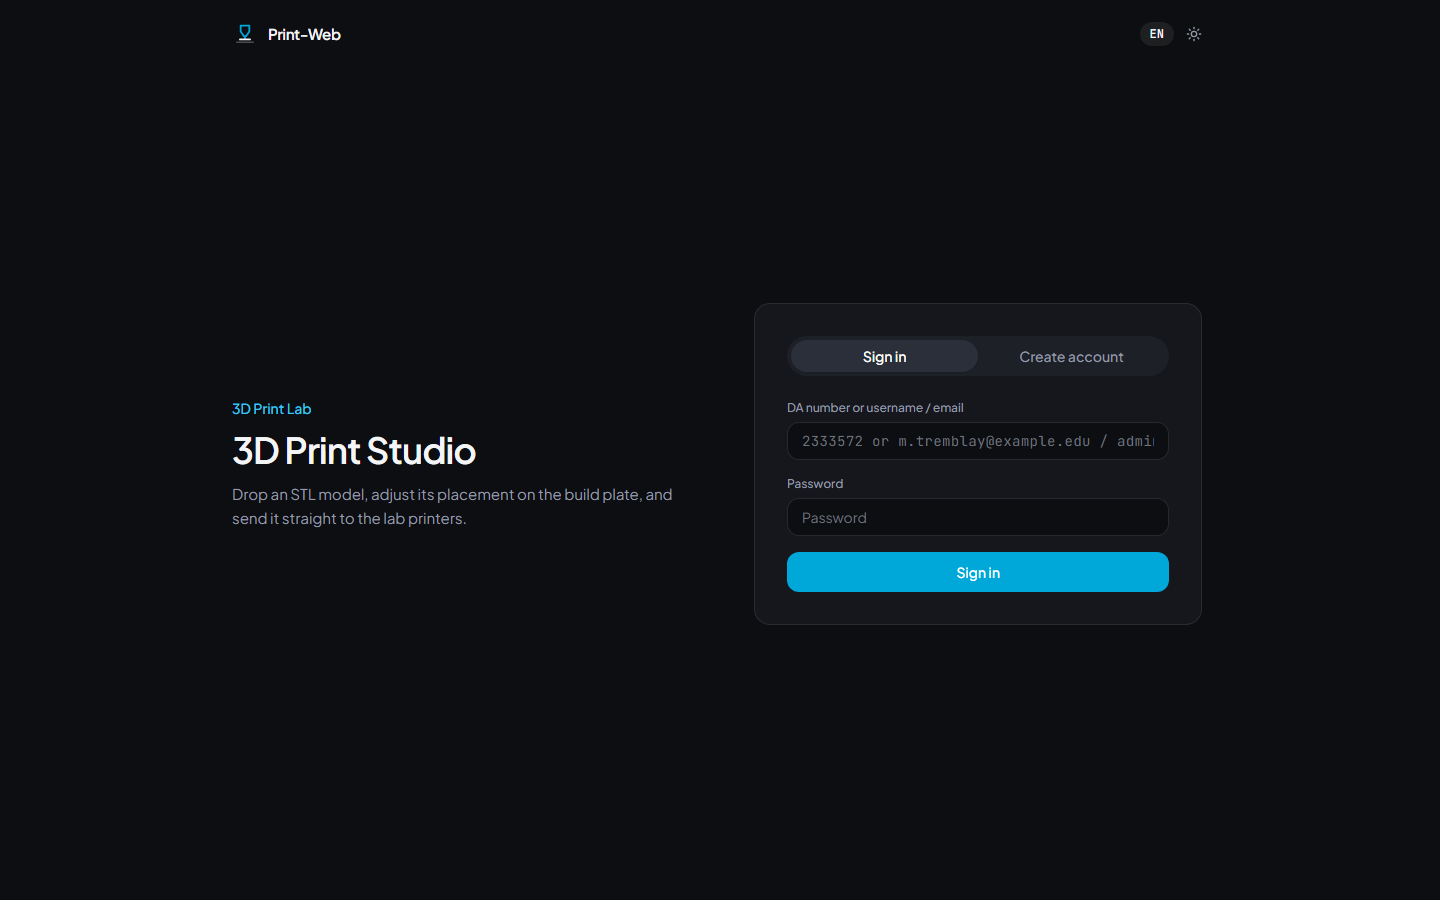 Print-Web
EN
3D Print Lab
3D Print Studio
Drop an STL model, adjust its placement on the build plate, and
send it straight to the lab printers.
Sign in
Create account
DA number or username / email
2333572 or m.tremblay@example.edu / admin
Password
Password
Sign in